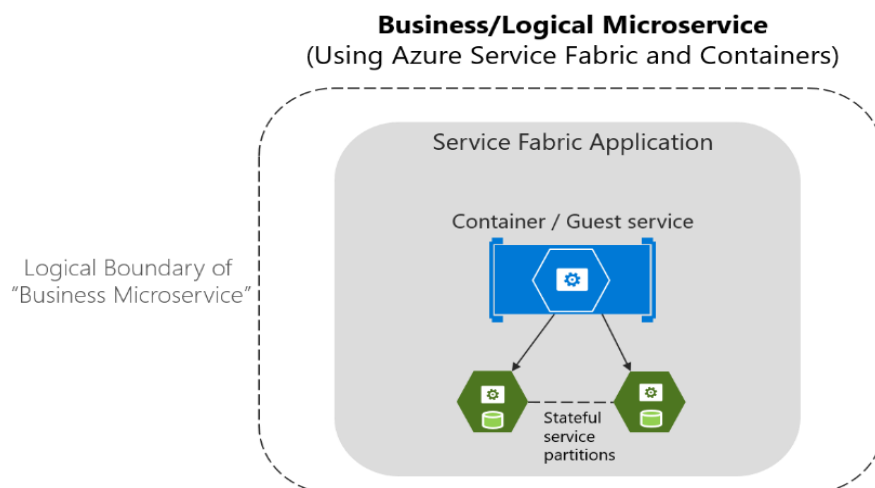 Business/Logical Microservice
(Using Azure Service Fabric and Containers)
Service Fabric Application
Container / Guest service
Logical Boundary of
“Business Microservice”
Stateful
service
partitions